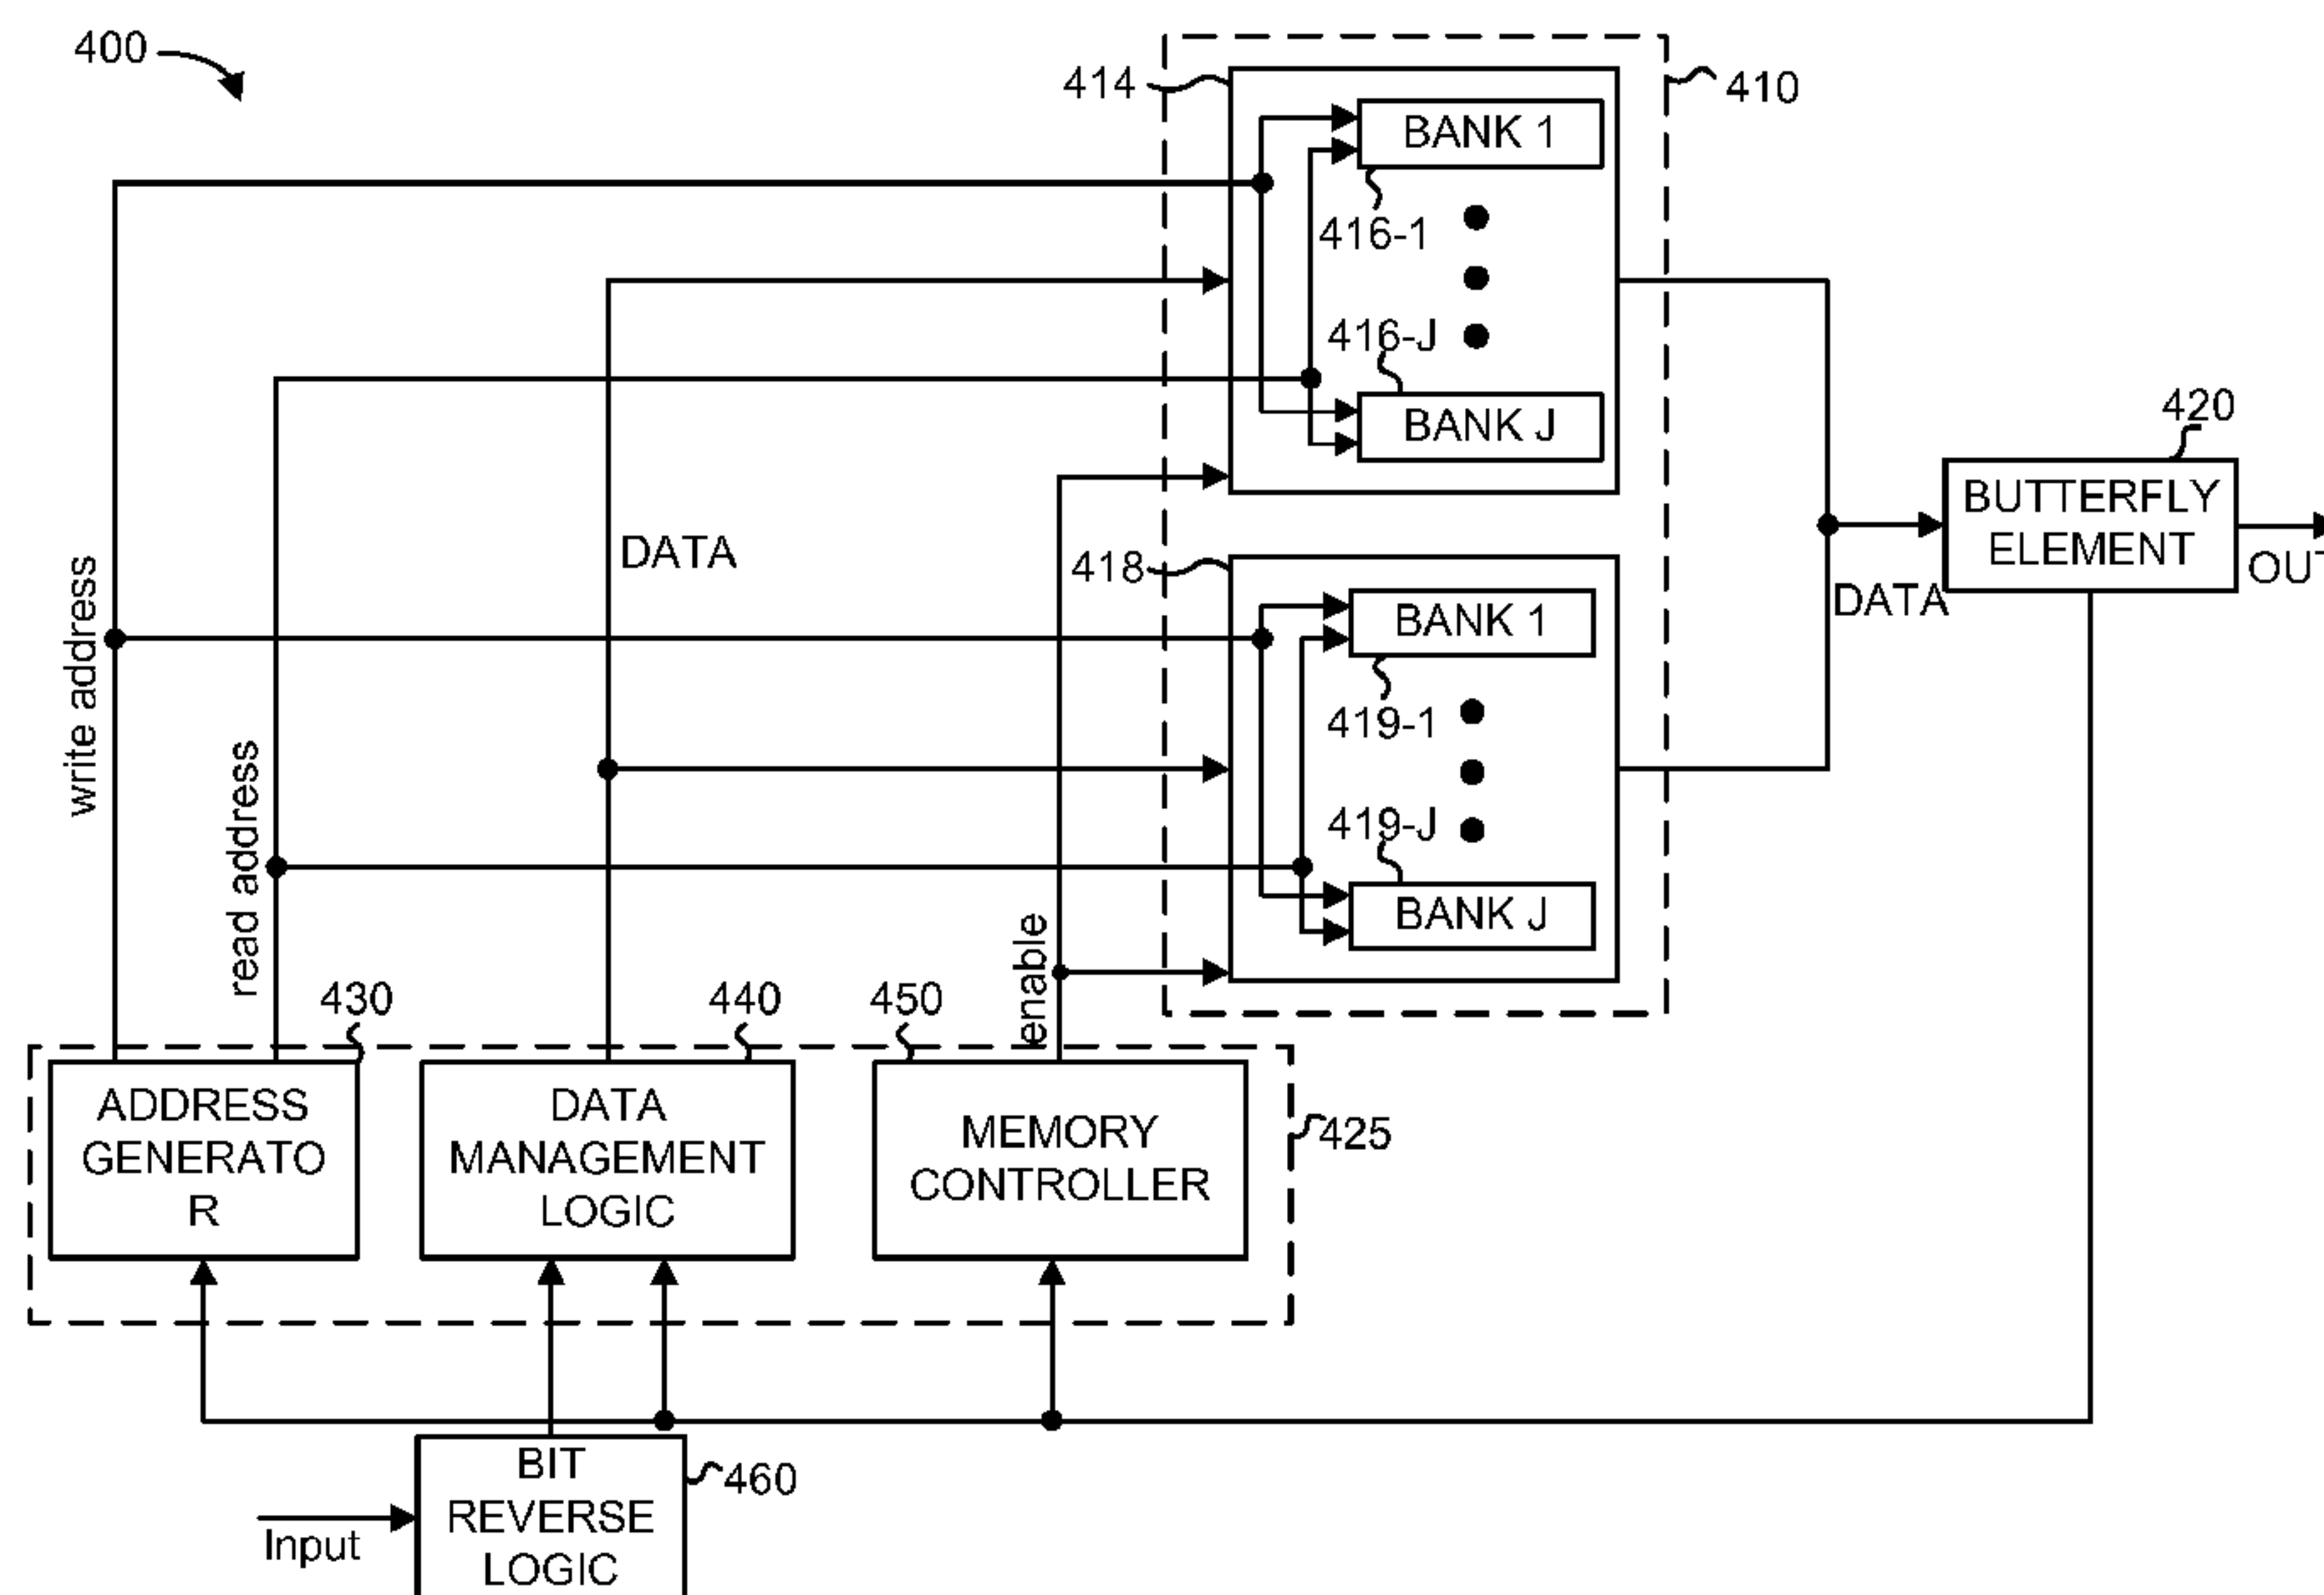 400
414
410
BANK 1
416-1
416-J
BANK J
420
BUTTERFLY
ELEMENT
DATA
418
DATA
write address
BANK 1
419-1
read address
419-J
BANK J
enable
430
440
450
ADDRESS
GENERATO
R
DATA
MANAGEMENT
LOGIC
MEMORY
CONTROLLER
425
BIT
REVERSE
LOGIC
460
Input